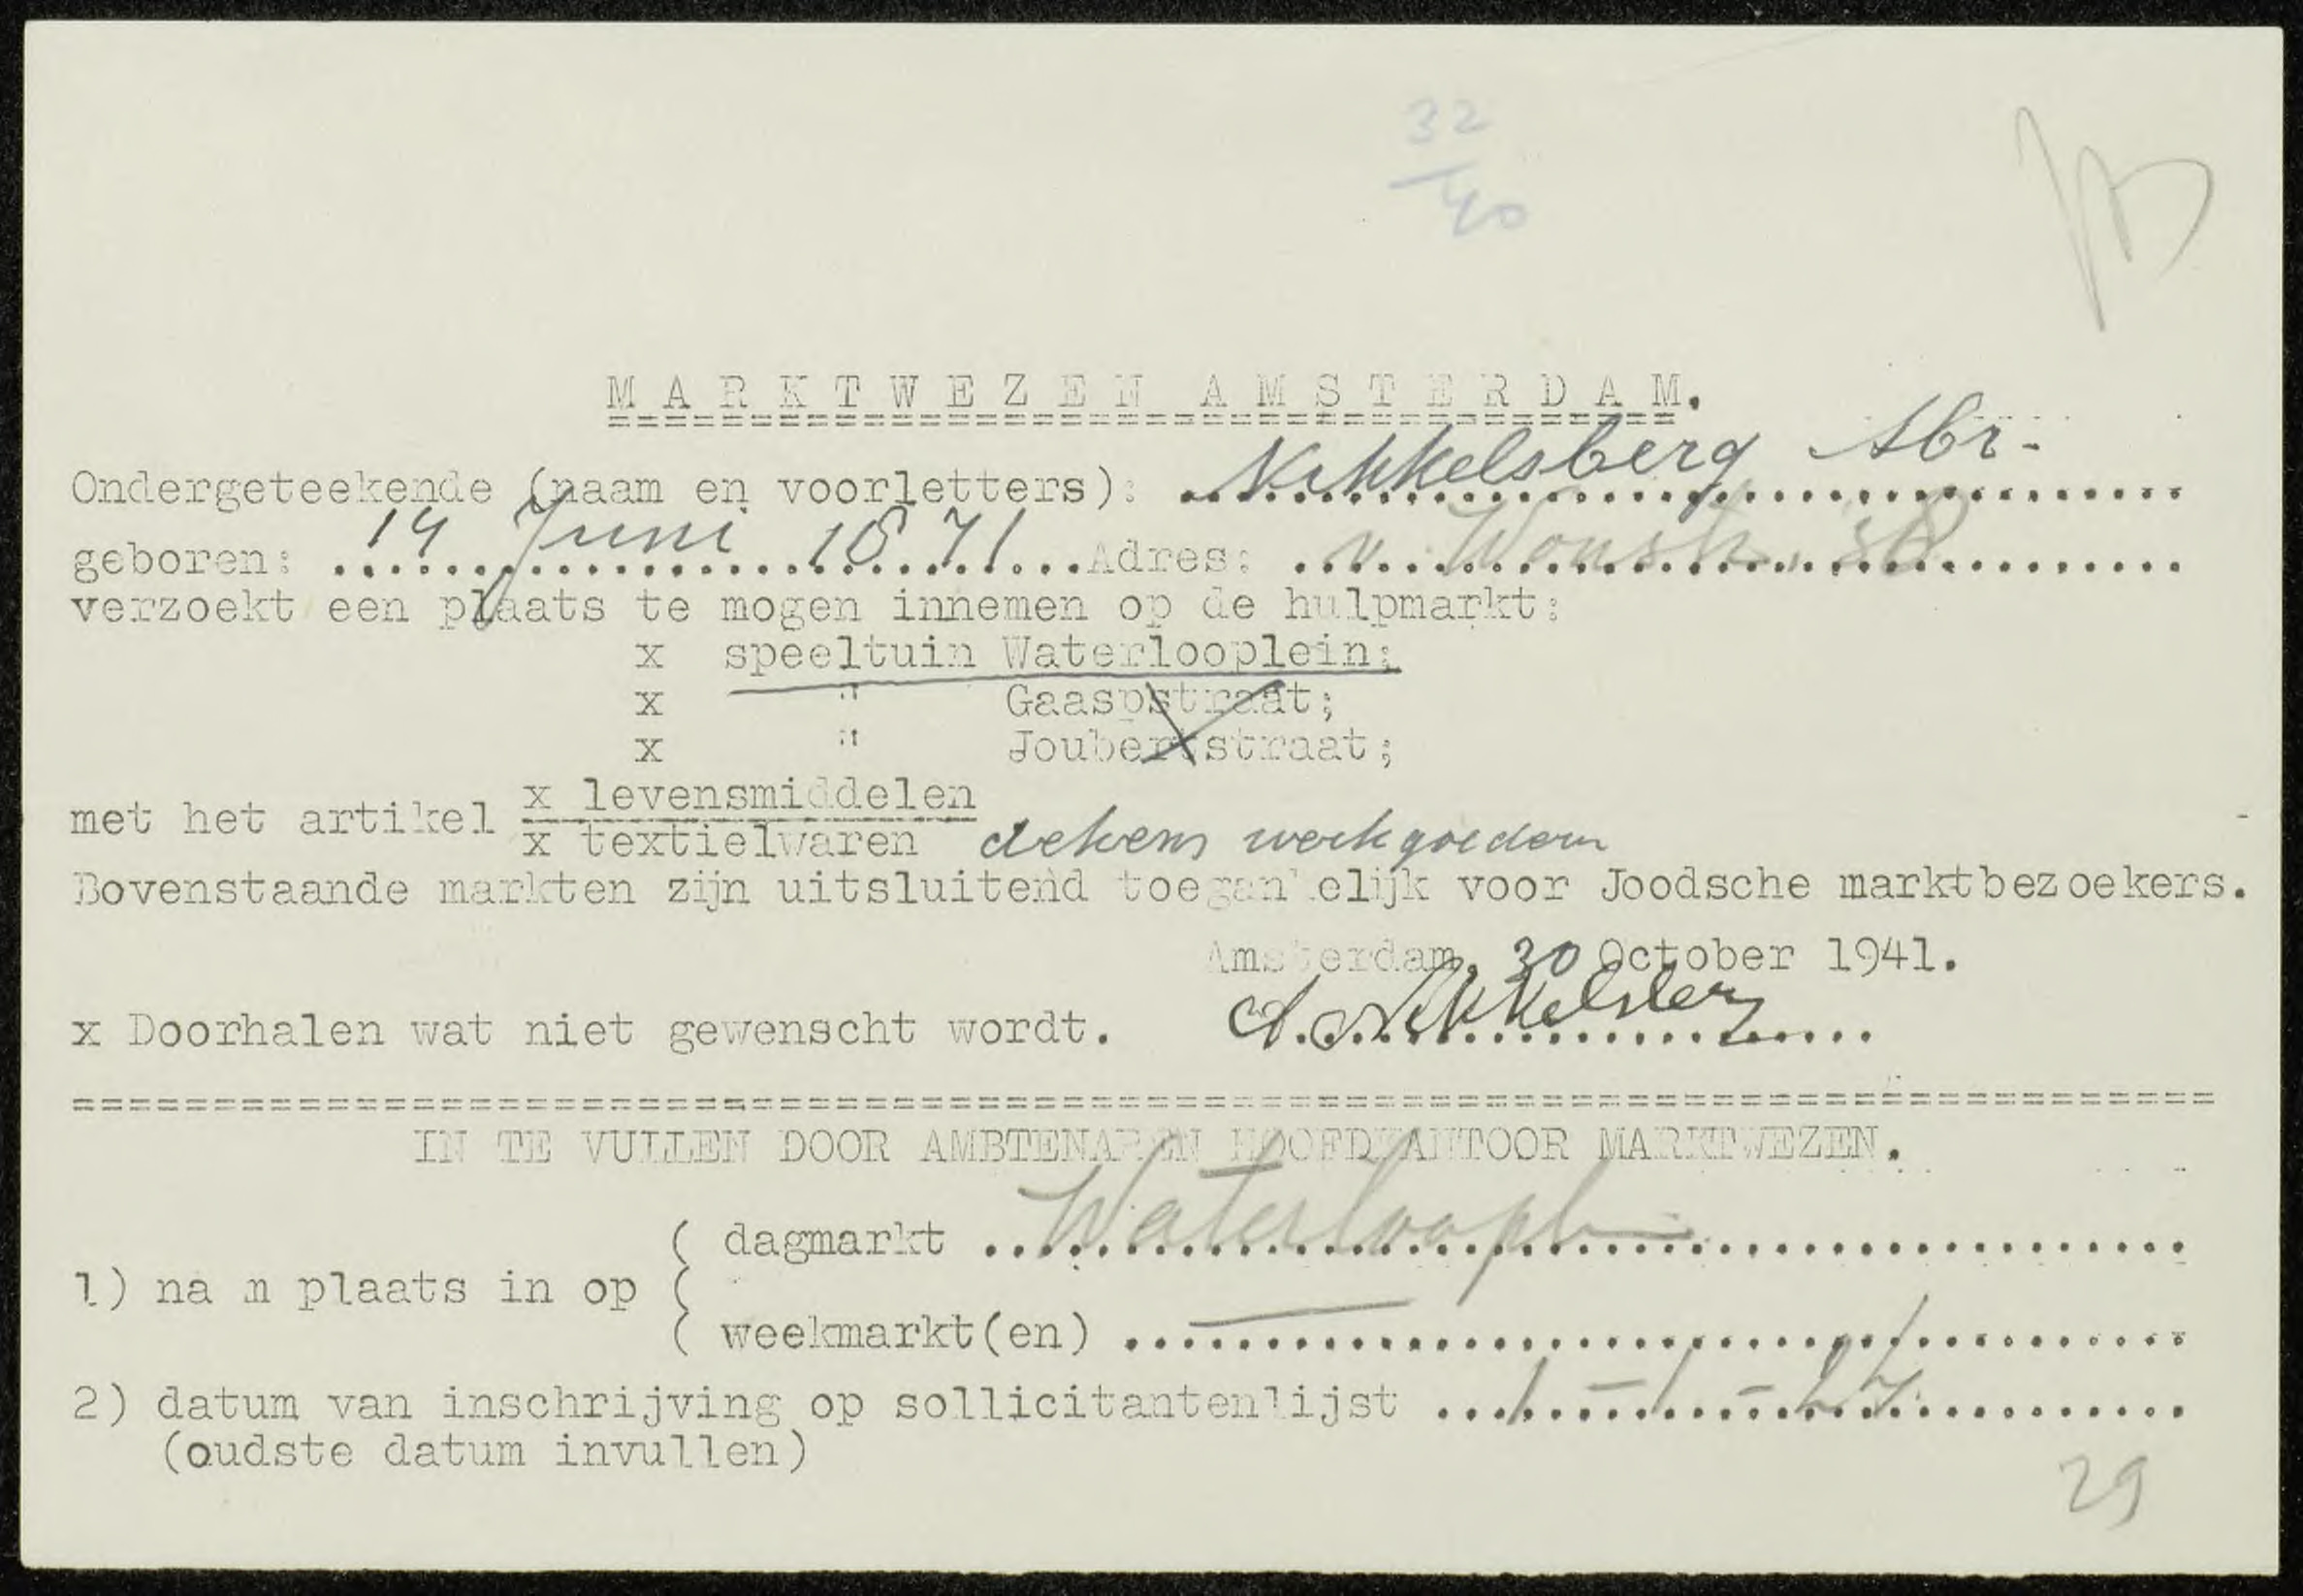 32
40
MARKTWEZEN AMSTERDAM.
Ondergeteekende (naam en voorletters): Nikkelsberg Abr.
geboren: 14 Juni 1871 Adres: v. Woustr. 38
verzoekt een plaats te mogen innemen op de hulpmarkt:
x speeltuin Waterlooplein;
x " Gaaspstraat;
x " Joubertstraat;
met het artikel x levensmiddelen
x textielwaren dekens werkgoederen
Bovenstaande markten zijn uitsluitend toegankelijk voor Joodsche marktbezoekers.
Amsterdam, 30 October 1941.
x Doorhalen wat niet gewenscht wordt. A. Nikkelsberg
IN TE VULLEN DOOR AMBTENAREN HOOFDKANTOOR MARKTWEZEN.
( dagmarkt Waterloopl
1) nam plaats in op (
( weekmarkt(en) —
2) datum van inschrijving op sollicitantenlijst 1-1-27
(oudste datum invullen)
29